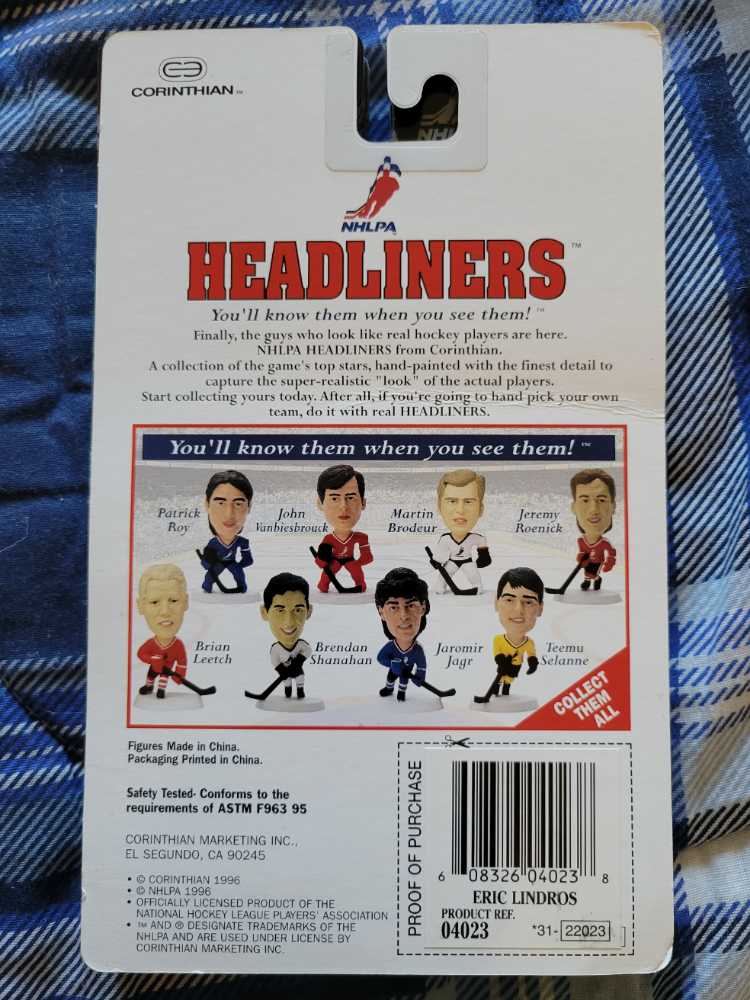 CORINTHIAN™
NHL
NHLPA
HEADLINERS™
You'll know them when you see them! ™
Finally, the guys who look like real hockey players are here.
NHLPA HEADLINERS from Corinthian.
A collection of the game's top stars, hand-painted with the finest detail to
capture the super-realistic "look" of the actual players.
Start collecting yours today. After all, if you're going to hand pick your own
team, do it with real HEADLINERS.
You'll know them when you see them! ™
Patrick
Roy
John
Vanbiesbrouck
Martin
Brodeur
Jeremy
Roenick
Brian
Leetch
Brendan
Shanahan
Jaromir
Jagr
Teemu
Selanne
COLLECT
THEM
ALL
Figures Made in China.
Packaging Printed in China.
Safety Tested- Conforms to the
requirements of ASTM F963 95
CORINTHIAN MARKETING INC.,
EL SEGUNDO, CA 90245
• © CORINTHIAN 1996
• © NHLPA 1996
• OFFICIALLY LICENSED PRODUCT OF THE
NATIONAL HOCKEY LEAGUE PLAYERS' ASSOCIATION
• ™ AND ® DESIGNATE TRADEMARKS OF THE
NHLPA AND ARE USED UNDER LICENSE BY
CORINTHIAN MARKETING INC.
PROOF OF PURCHASE
6 08326 04023 8
ERIC LINDROS
PRODUCT REF.
04023
*31- 22023